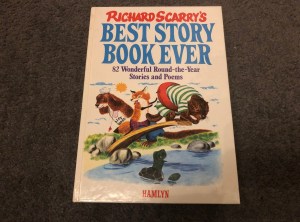 RICHARD SCARRY'S
BEST STORY
BOOK EVER
82 Wonderful Round-the-Year
Stories and Poems
HAMLYN